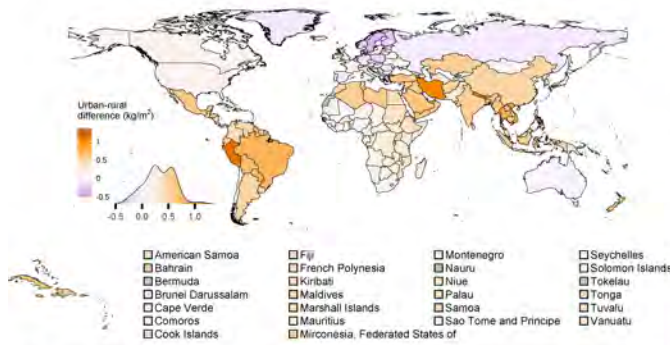 Urban-rural
difference (kg/m²)
1
0.5
0
-0.5
-0.5 0.0 0.5 1.0
American Samoa Fiji Montenegro Seychelles
Bahrain French Polynesia Nauru Solomon Islands
Bermuda Kiribati Niue Tokelau
Brunei Darussalam Maldives Palau Tonga
Cape Verde Marshall Islands Samoa Tuvalu
Comoros Mauritius Sao Tome and Principe Vanuatu
Cook Islands Mirconesia, Federated States of